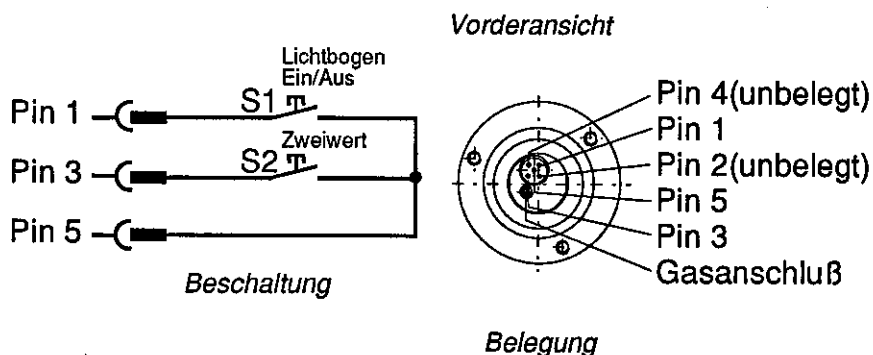 Vorderansicht
Lichtbogen
Ein/Aus
Pin 1
S1
Zweiwert
Pin 3
S2
Pin 5
Beschaltung
Pin 4(unbelegt)
Pin 1
Pin 2(unbelegt)
Pin 5
Pin 3
Gasanschluß
Belegung